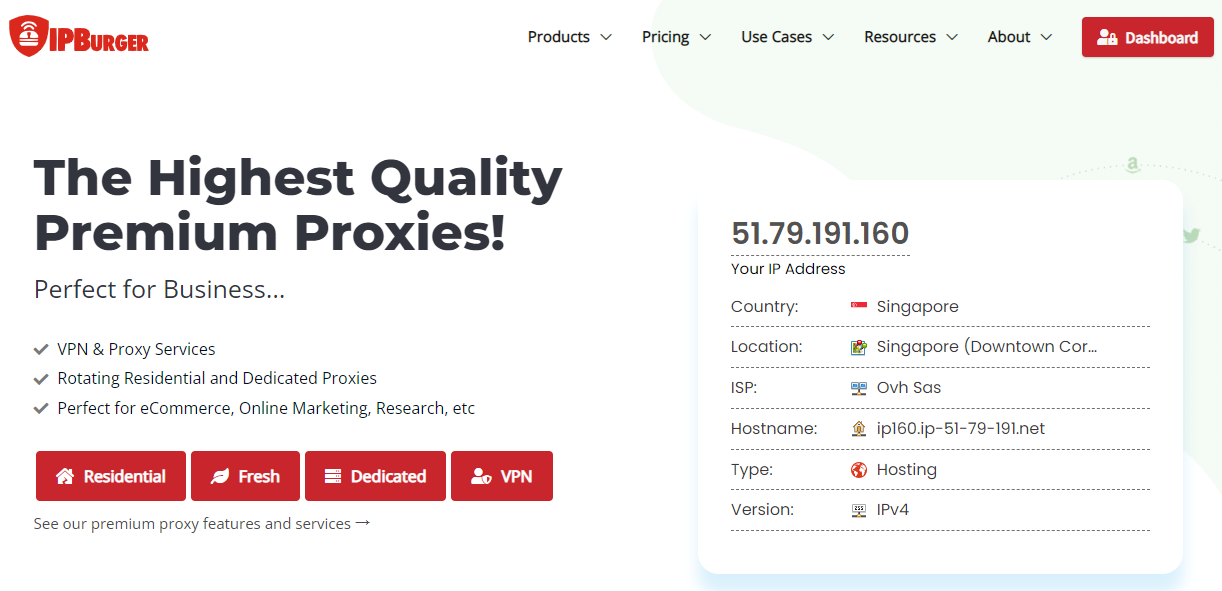 IPBURGER
Products
Pricing
Use Cases
Resources
About
Dashboard
The Highest Quality
Premium Proxies!
Perfect for Business...
VPN & Proxy Services
Rotating Residential and Dedicated Proxies
Perfect for eCommerce, Online Marketing, Research, etc
Residential
Fresh
Dedicated
VPN
See our premium proxy features and services →
51.79.191.160
Your IP Address
Country: Singapore
Location: Singapore (Downtown Cor...
ISP: Ovh Sas
Hostname: ip160.ip-51-79-191.net
Type: Hosting
Version: IPv4